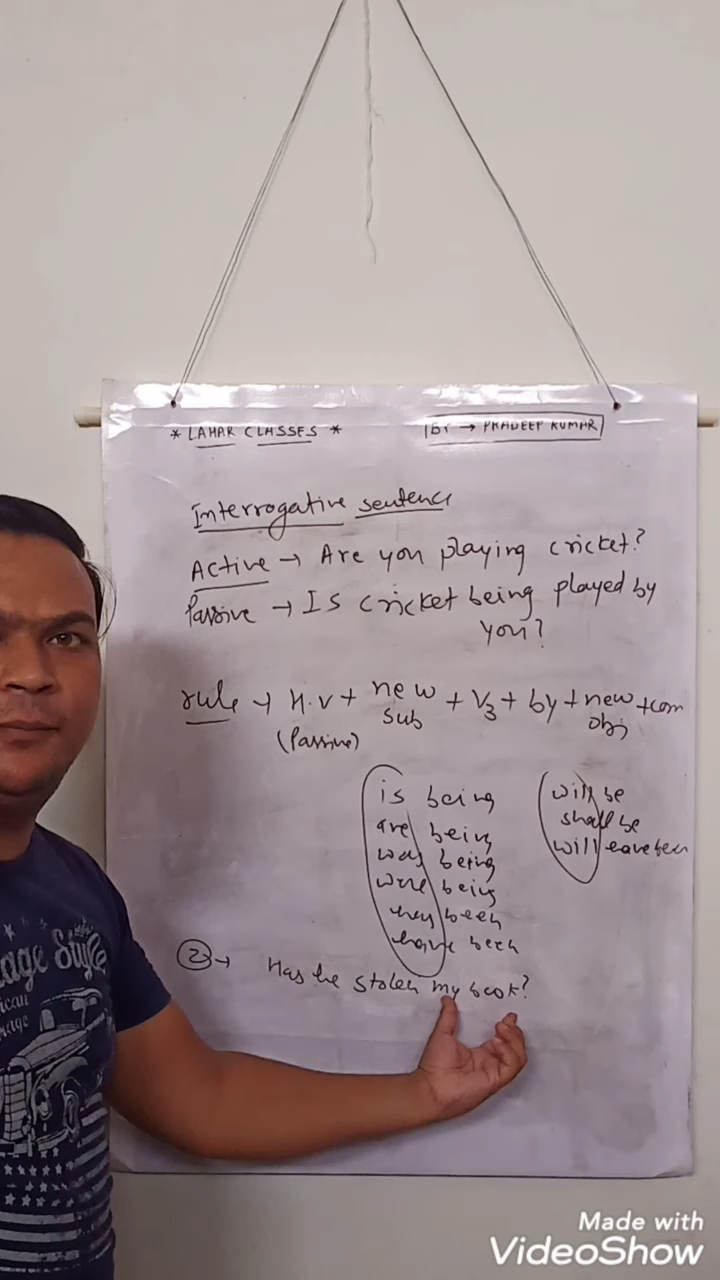 * LAHAR CLASSES *
BY → PRADEEP KUMAR
Interrogative sentence
Active → Are you playing cricket?
Passive → Is cricket being played by
you?
rule → H.V + new sub + V3 + by + new obj + com
(Passive)
is being
are being
was being
were being
has been
have been
will be
shall be
will have been
2 → Has he stolen my book?
Style
Made with
VideoShow